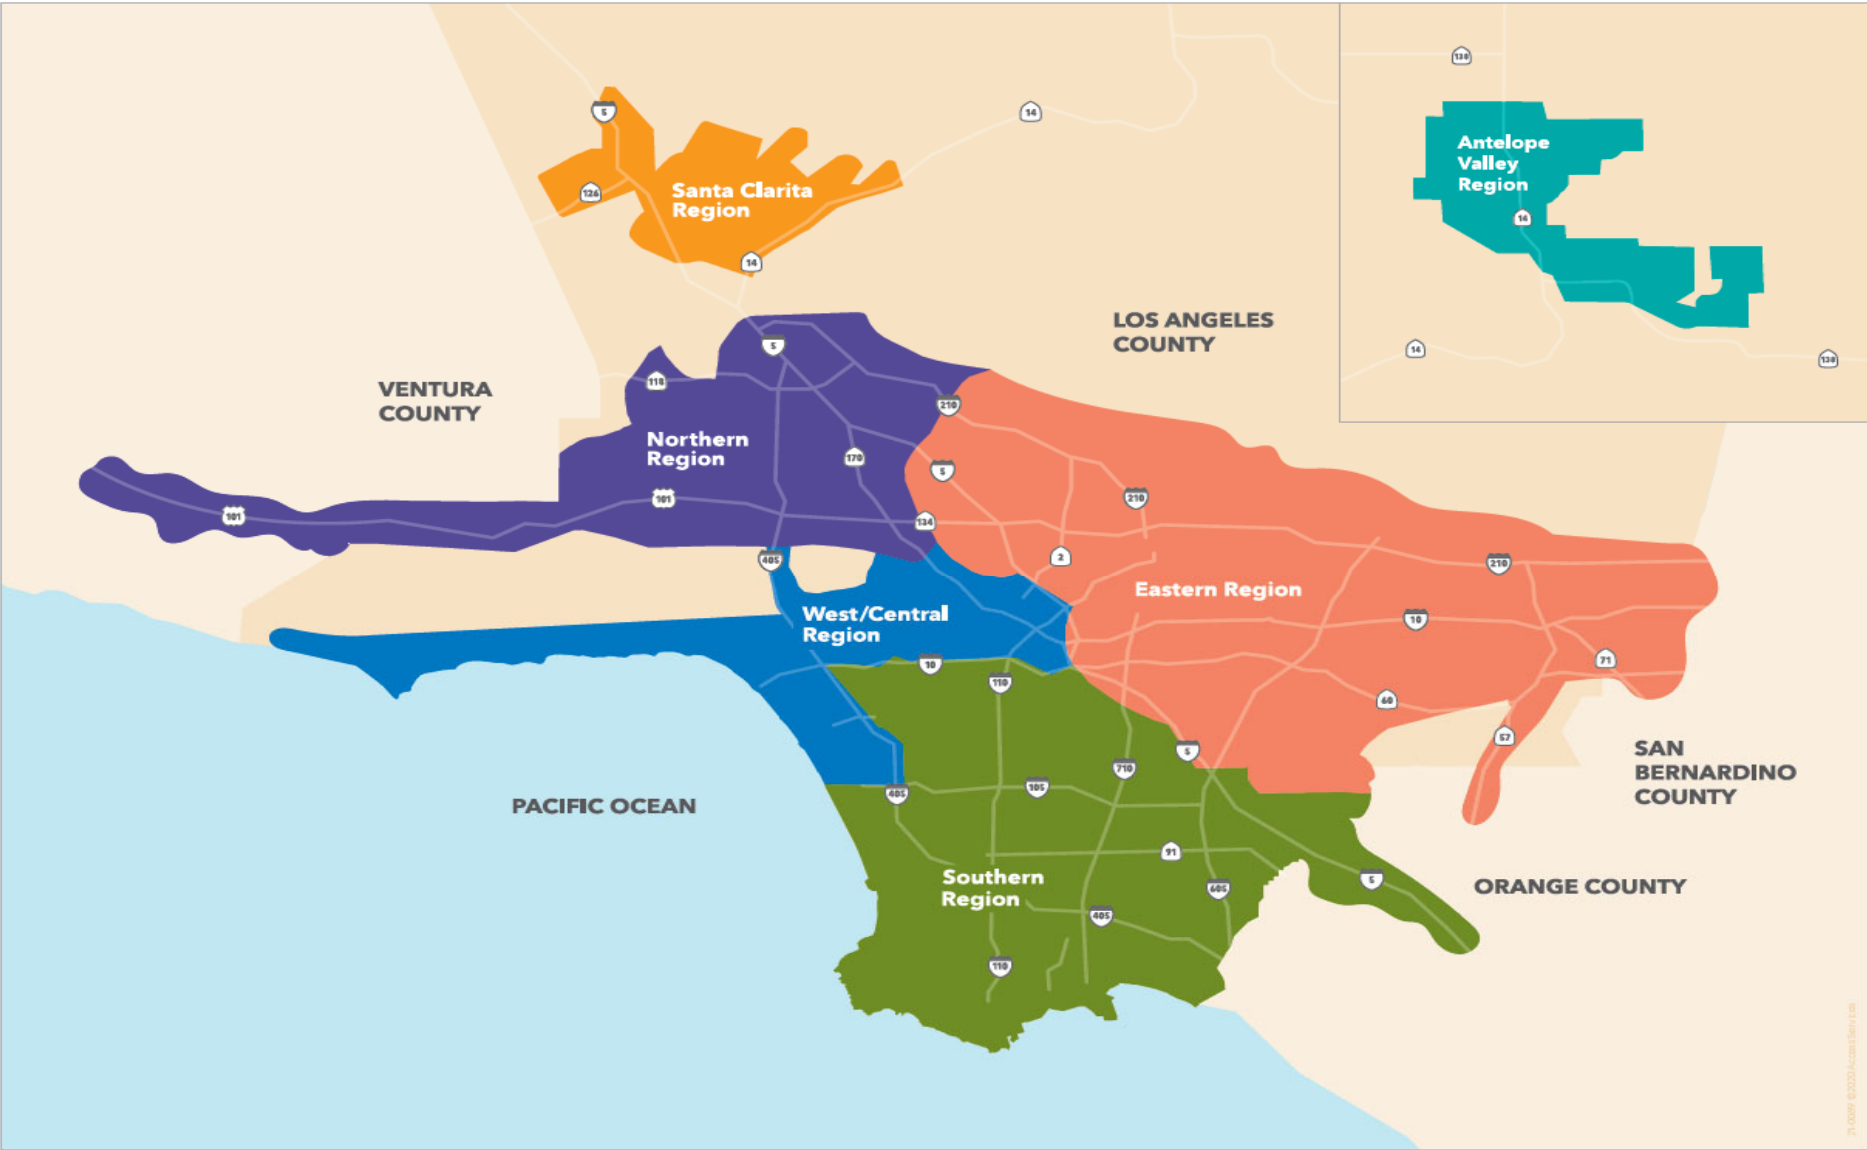 138
5
14
Antelope
Valley
Region
126
Santa Clarita
Region
14
14
LOS ANGELES
COUNTY
5
14
138
VENTURA
COUNTY
118
210
Northern
Region
170
5
101
210
101
134
405
2
210
Eastern Region
West/Central
Region
10
10
71
110
60
57
5
SAN
BERNARDINO
COUNTY
710
PACIFIC OCEAN
405
105
91
Southern
Region
5
ORANGE COUNTY
605
405
110